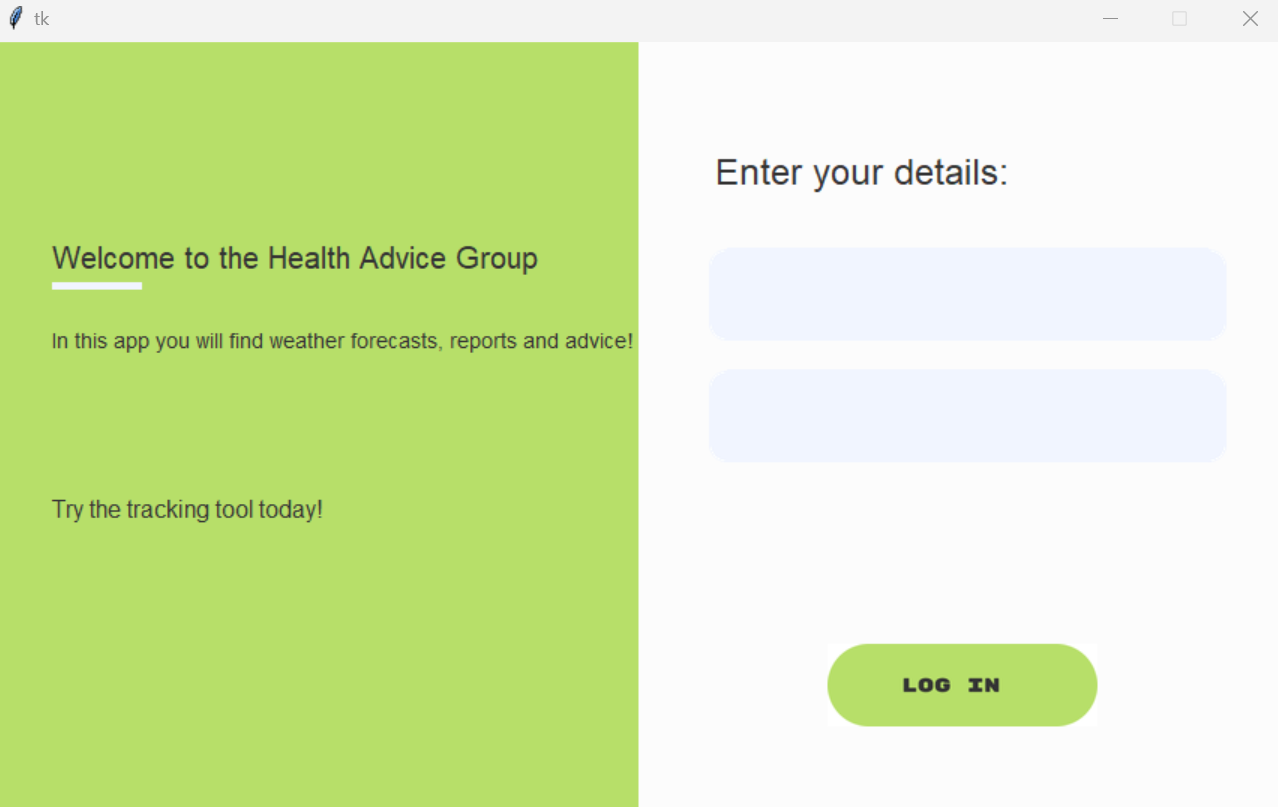 tk
Welcome to the Health Advice Group
In this app you will find weather forecasts, reports and advice!
Try the tracking tool today!
Enter your details:
LOG IN